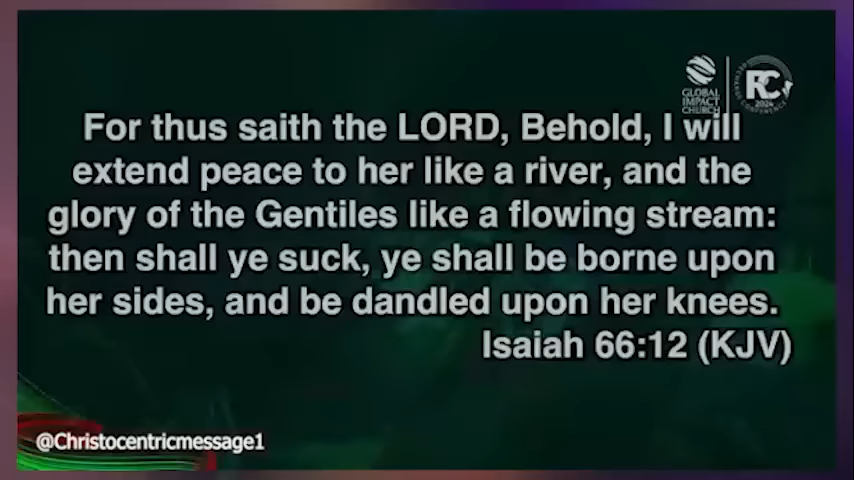 GLOBAL
IMPACT
CHURCH
RC
2024
For thus saith the LORD, Behold, I will
extend peace to her like a river, and the
glory of the Gentiles like a flowing stream:
then shall ye suck, ye shall be borne upon
her sides, and be dandled upon her knees.
Isaiah 66:12 (KJV)
@Christocentricmessage1